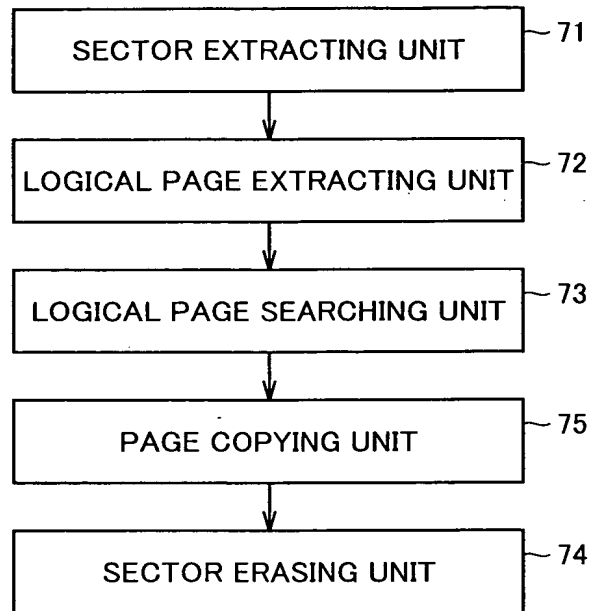 SECTOR EXTRACTING UNIT 71
LOGICAL PAGE EXTRACTING UNIT 72
LOGICAL PAGE SEARCHING UNIT 73
PAGE COPYING UNIT 75
SECTOR ERASING UNIT 74